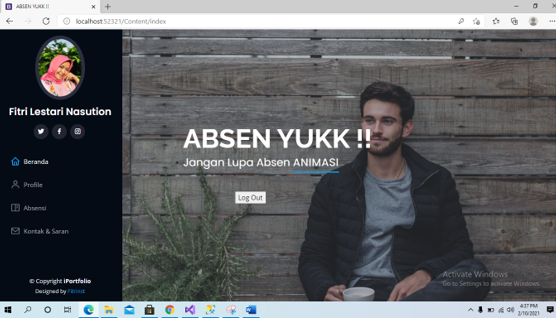 ABSEN YUKK !!
localhost:52321/Content/Index
Fitri Lestari Nasution
Beranda
Profile
Absensi
Kontak & Saran
© Copyright iPortfolio
Designed by Fitrinst
ABSEN YUKK !!
Jangan Lupa Absen ANIMASI
Log Out
Activate Windows
Go to Settings to activate Windows.
4:37 PM
2/10/2021